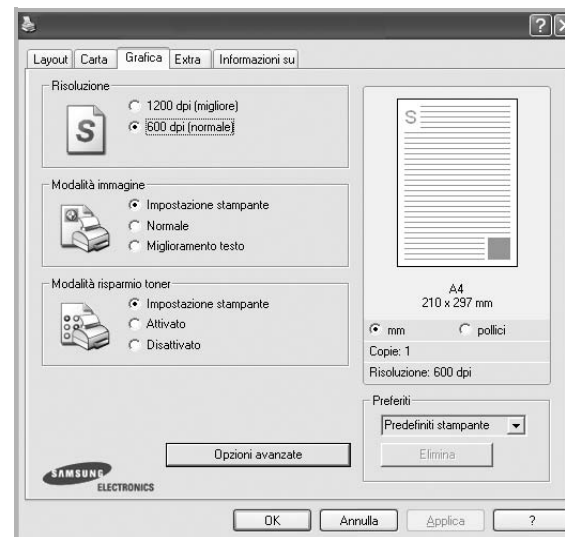 ?
Layout Carta Grafica Extra Informazioni su
Risoluzione
S
1200 dpi (migliore)
600 dpi (normale)
Modalità immagine
Impostazione stampante
Normale
Miglioramento testo
Modalità risparmio toner
Impostazione stampante
Attivato
Disattivato
Opzioni avanzate
SAMSUNG
ELECTRONICS
S
A4
210 x 297 mm
mm pollici
Copie: 1
Risoluzione: 600 dpi
Preferiti
Predefiniti stampante
Elimina
OK Annulla Applica ?